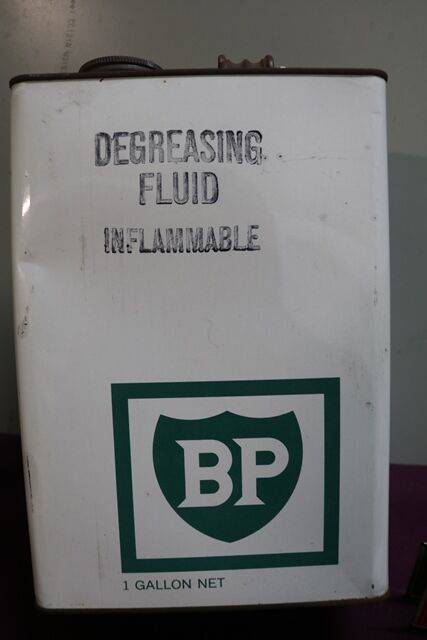 DEGREASING
FLUID
INFLAMMABLE
BP
1 GALLON NET